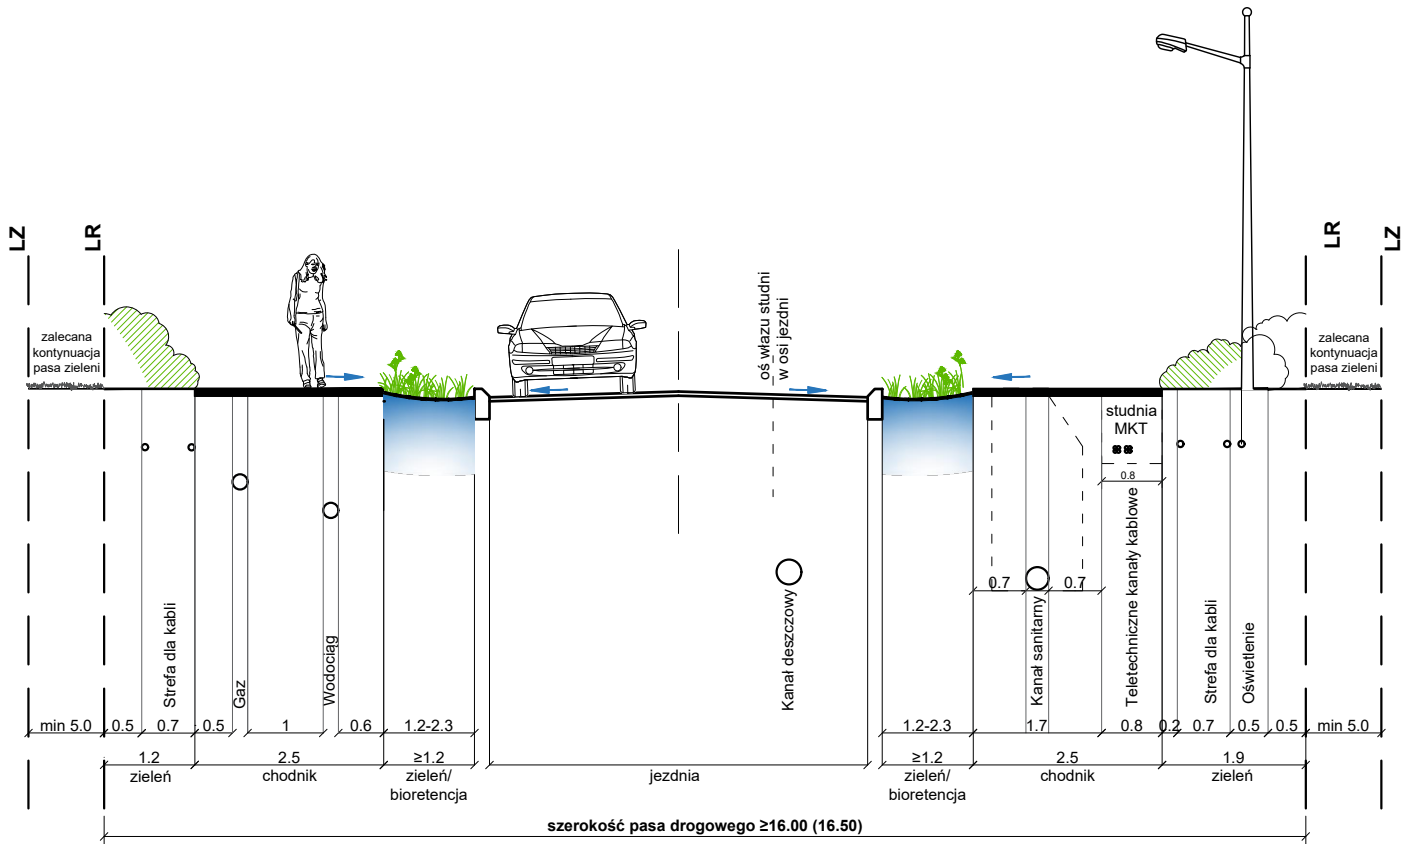 LZ
LR
LR
LZ
zalecana
kontynuacja
pasa zieleni
oś włazu studni
w osi jezdni
zalecana
kontynuacja
pasa zieleni
studnia
MKT
0.8
0.7
0.7
Strefa dla kabli
Gaz
Wodociąg
Kanał deszczowy
Kanał sanitarny
Teletechniczne kanały kablowe
Strefa dla kabli
Oświetlenie
min 5.0
0.5
0.7
0.5
1
0.6
1.2-2.3
1.2-2.3
1.7
0.8
0.2
0.7
0.5
0.5
min 5.0
1.2
zieleń
2.5
chodnik
≥1.2
zieleń/
bioretencja
jezdnia
≥1.2
zieleń/
bioretencja
2.5
chodnik
1.9
zieleń
szerokość pasa drogowego ≥16.00 (16.50)